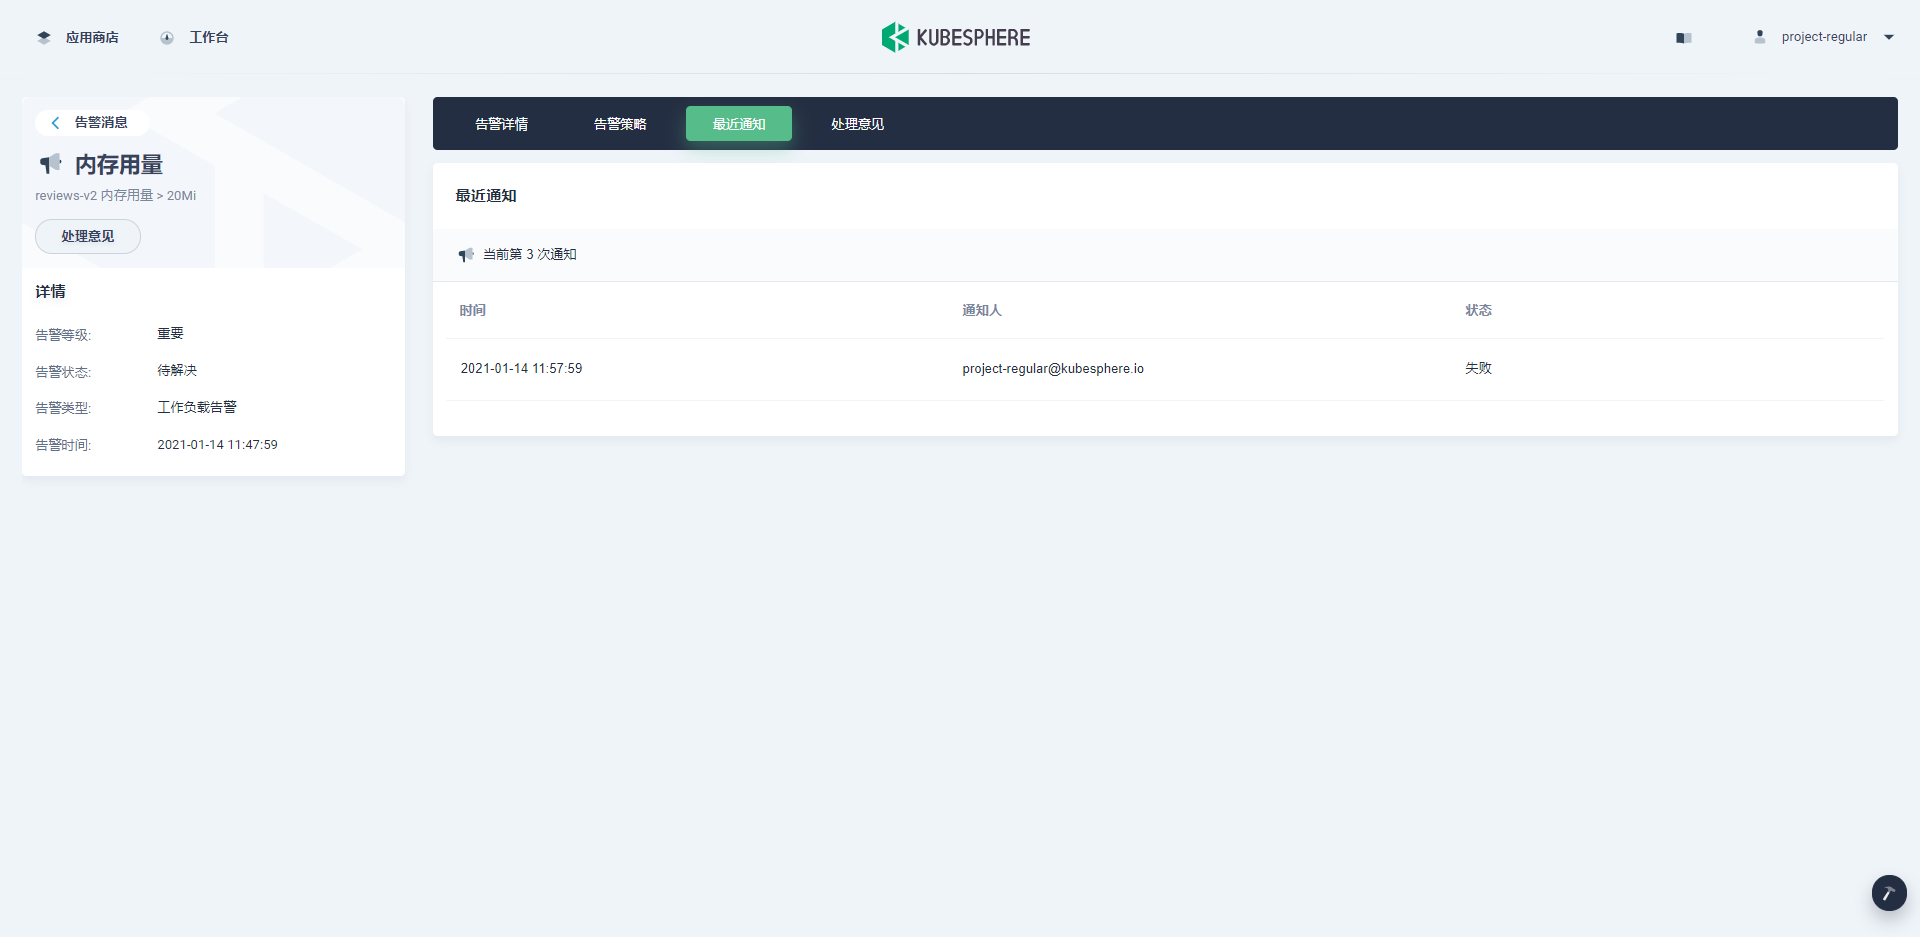 应用商店
工作台
KUBESPHERE
project-regular
告警消息
内存用量
reviews-v2 内存用量 > 20Mi
处理意见
详情
告警等级: 重要
告警状态: 待解决
告警类型: 工作负载告警
告警时间: 2021-01-14 11:47:59
告警详情 告警策略 最近通知 处理意见
最近通知
当前第 3 次通知
时间 通知人 状态
2021-01-14 11:57:59 project-regular@kubesphere.io 失败